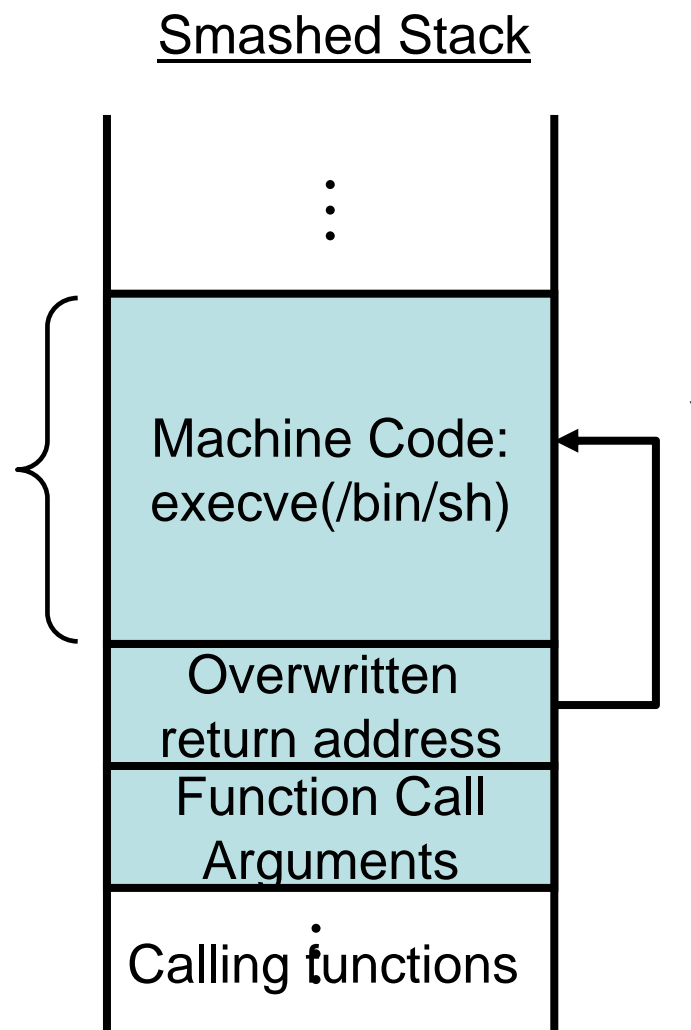 Smashed Stack
Machine Code:
execve(/bin/sh)
Overwritten
return address
Function Call
Arguments
Calling functions